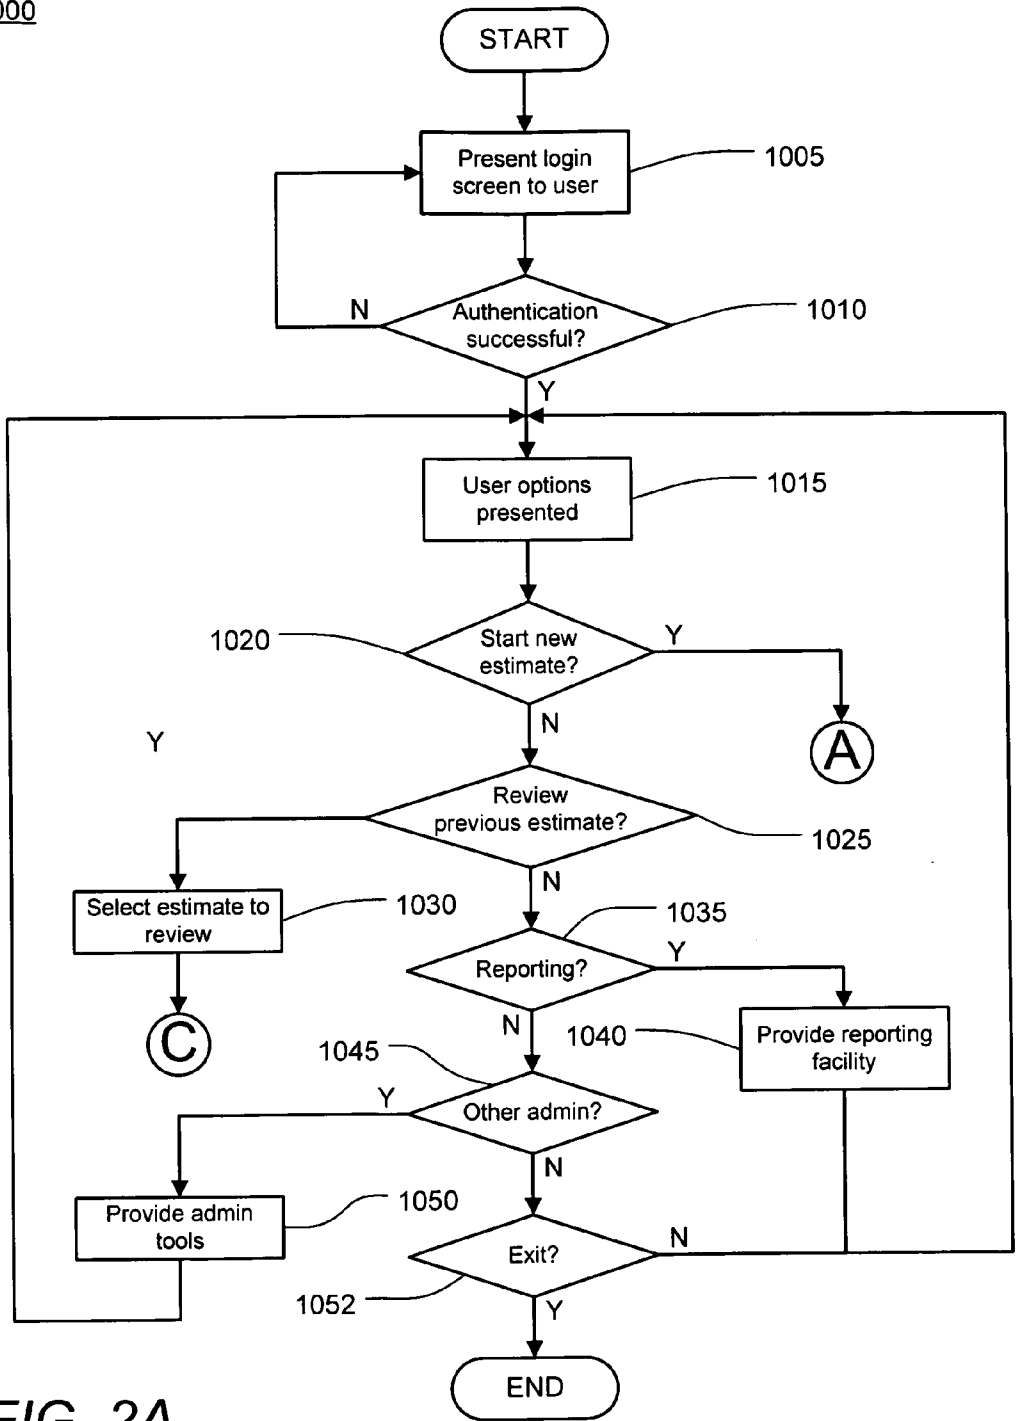 000
START
Present login
screen to user
1005
Authentication
successful?
1010
N
Y
User options
presented
1015
1020
Start new
estimate?
Y
N
A
Y
Review
previous estimate?
1025
N
Select estimate to
review
1030
C
1035
Reporting?
Y
N
1040
Provide reporting
facility
1045
Y
Other admin?
N
Provide admin
tools
1050
Exit?
N
1052
Y
END
FIG. 2A